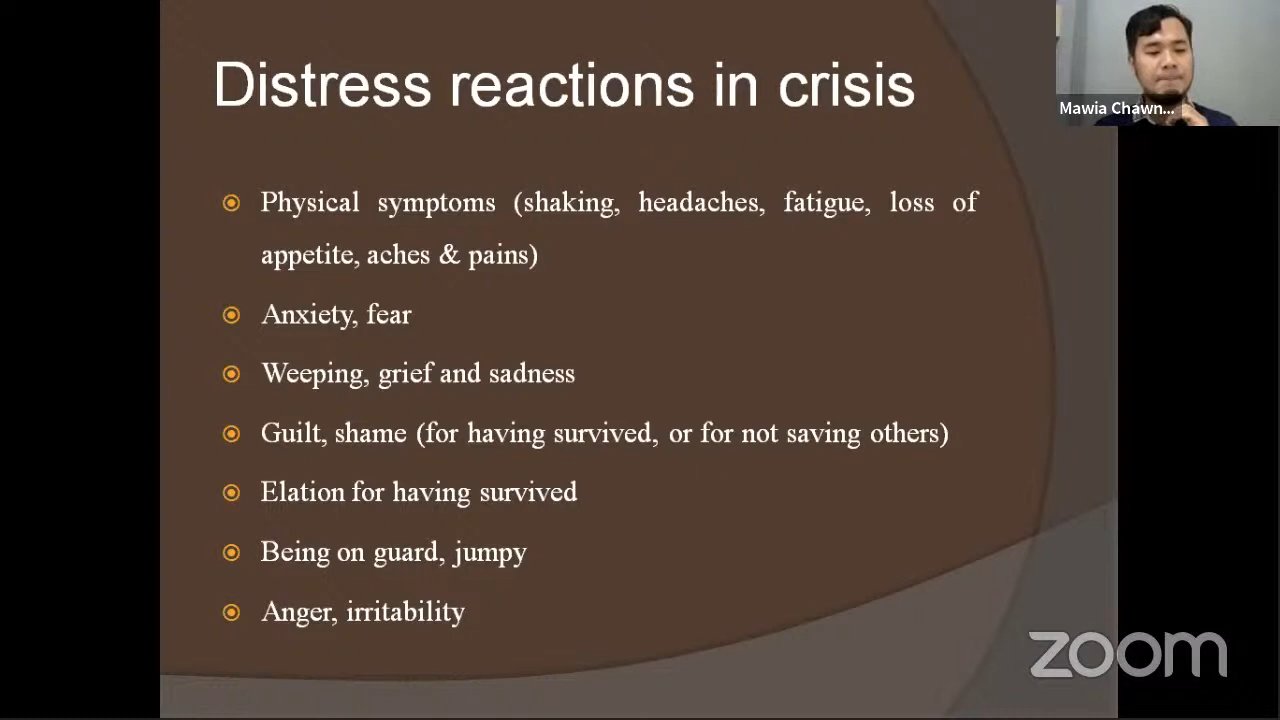 Distress reactions in crisis
Mawia Chawn...
Physical symptoms (shaking, headaches, fatigue, loss of
appetite, aches & pains)
Anxiety, fear
Weeping, grief and sadness
Guilt, shame (for having survived, or for not saving others)
Elation for having survived
Being on guard, jumpy
Anger, irritability
zoom